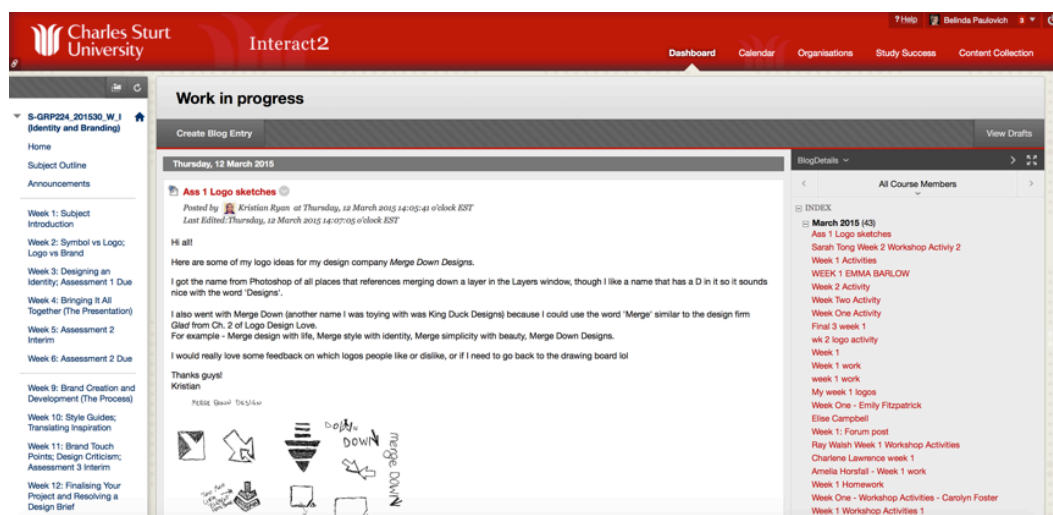 Charles Sturt
University
Interact2
? Help
Belinda Paulovich
3
Dashboard
Calendar
Organisations
Study Success
Content Collection
S-GRP224_201530_W_I
(Identity and Branding)
Home
Subject Outline
Announcements
Week 1: Subject
Introduction
Week 2: Symbol vs Logo;
Logo vs Brand
Week 3: Designing an
Identity; Assessment 1 Due
Week 4: Bringing It All
Together (The Presentation)
Week 5: Assessment 2
Interim
Week 6: Assessment 2 Due
Week 9: Brand Creation and
Development (The Process)
Week 10: Style Guides;
Translating Inspiration
Week 11: Brand Touch
Points; Design Criticism;
Assessment 3 Interim
Week 12: Finalising Your
Project and Resolving a
Design Brief
Work in progress
Create Blog Entry
View Drafts
Thursday, 12 March 2015
Ass 1 Logo sketches
Posted by Kristian Ryan at Thursday, 12 March 2015 14:05:41 o'clock EST
Last Edited: Thursday, 12 March 2015 14:07:05 o'clock EST
Hi all!
Here are some of my logo ideas for my design company Merge Down Designs.
I got the name from Photoshop of all places that references merging down a layer in the Layers window, though I like a name that has a D in it so it sounds
nice with the word 'Designs'.
I also went with Merge Down (another name I was toying with was King Duck Designs) because I could use the word 'Merge' similar to the design firm
Glad from Ch. 2 of Logo Design Love.
For example - Merge design with life, Merge style with identity, Merge simplicity with beauty, Merge Down Designs.
I would really love some feedback on which logos people like or dislike, or if I need to go back to the drawing board lol
Thanks guys!
Kristian
MERGE DOWN DESIGN
DOWN
DOWN
merge DOWN
BlogDetails
All Course Members
INDEX
March 2015 (43)
Ass 1 Logo sketches
Sarah Tong Week 2 Workshop Activiy 2
Week 1 Activities
WEEK 1 EMMA BARLOW
Week 2 Activity
Week Two Activity
Week One Activity
Final 3 week 1
wk 2 logo activity
Week 1
Week 1 work
week 1 work
My week 1 logos
Week One - Emily Fitzpatrick
Elise Campbell
Week 1: Forum post
Ray Walsh Week 1 Workshop Activities
Charlene Lawrence week 1
Amelia Horsfall - Week 1 work
Week 1 Homework
Week One - Workshop Activities - Carolyn Foster
Week 1 Workshop Activities 1